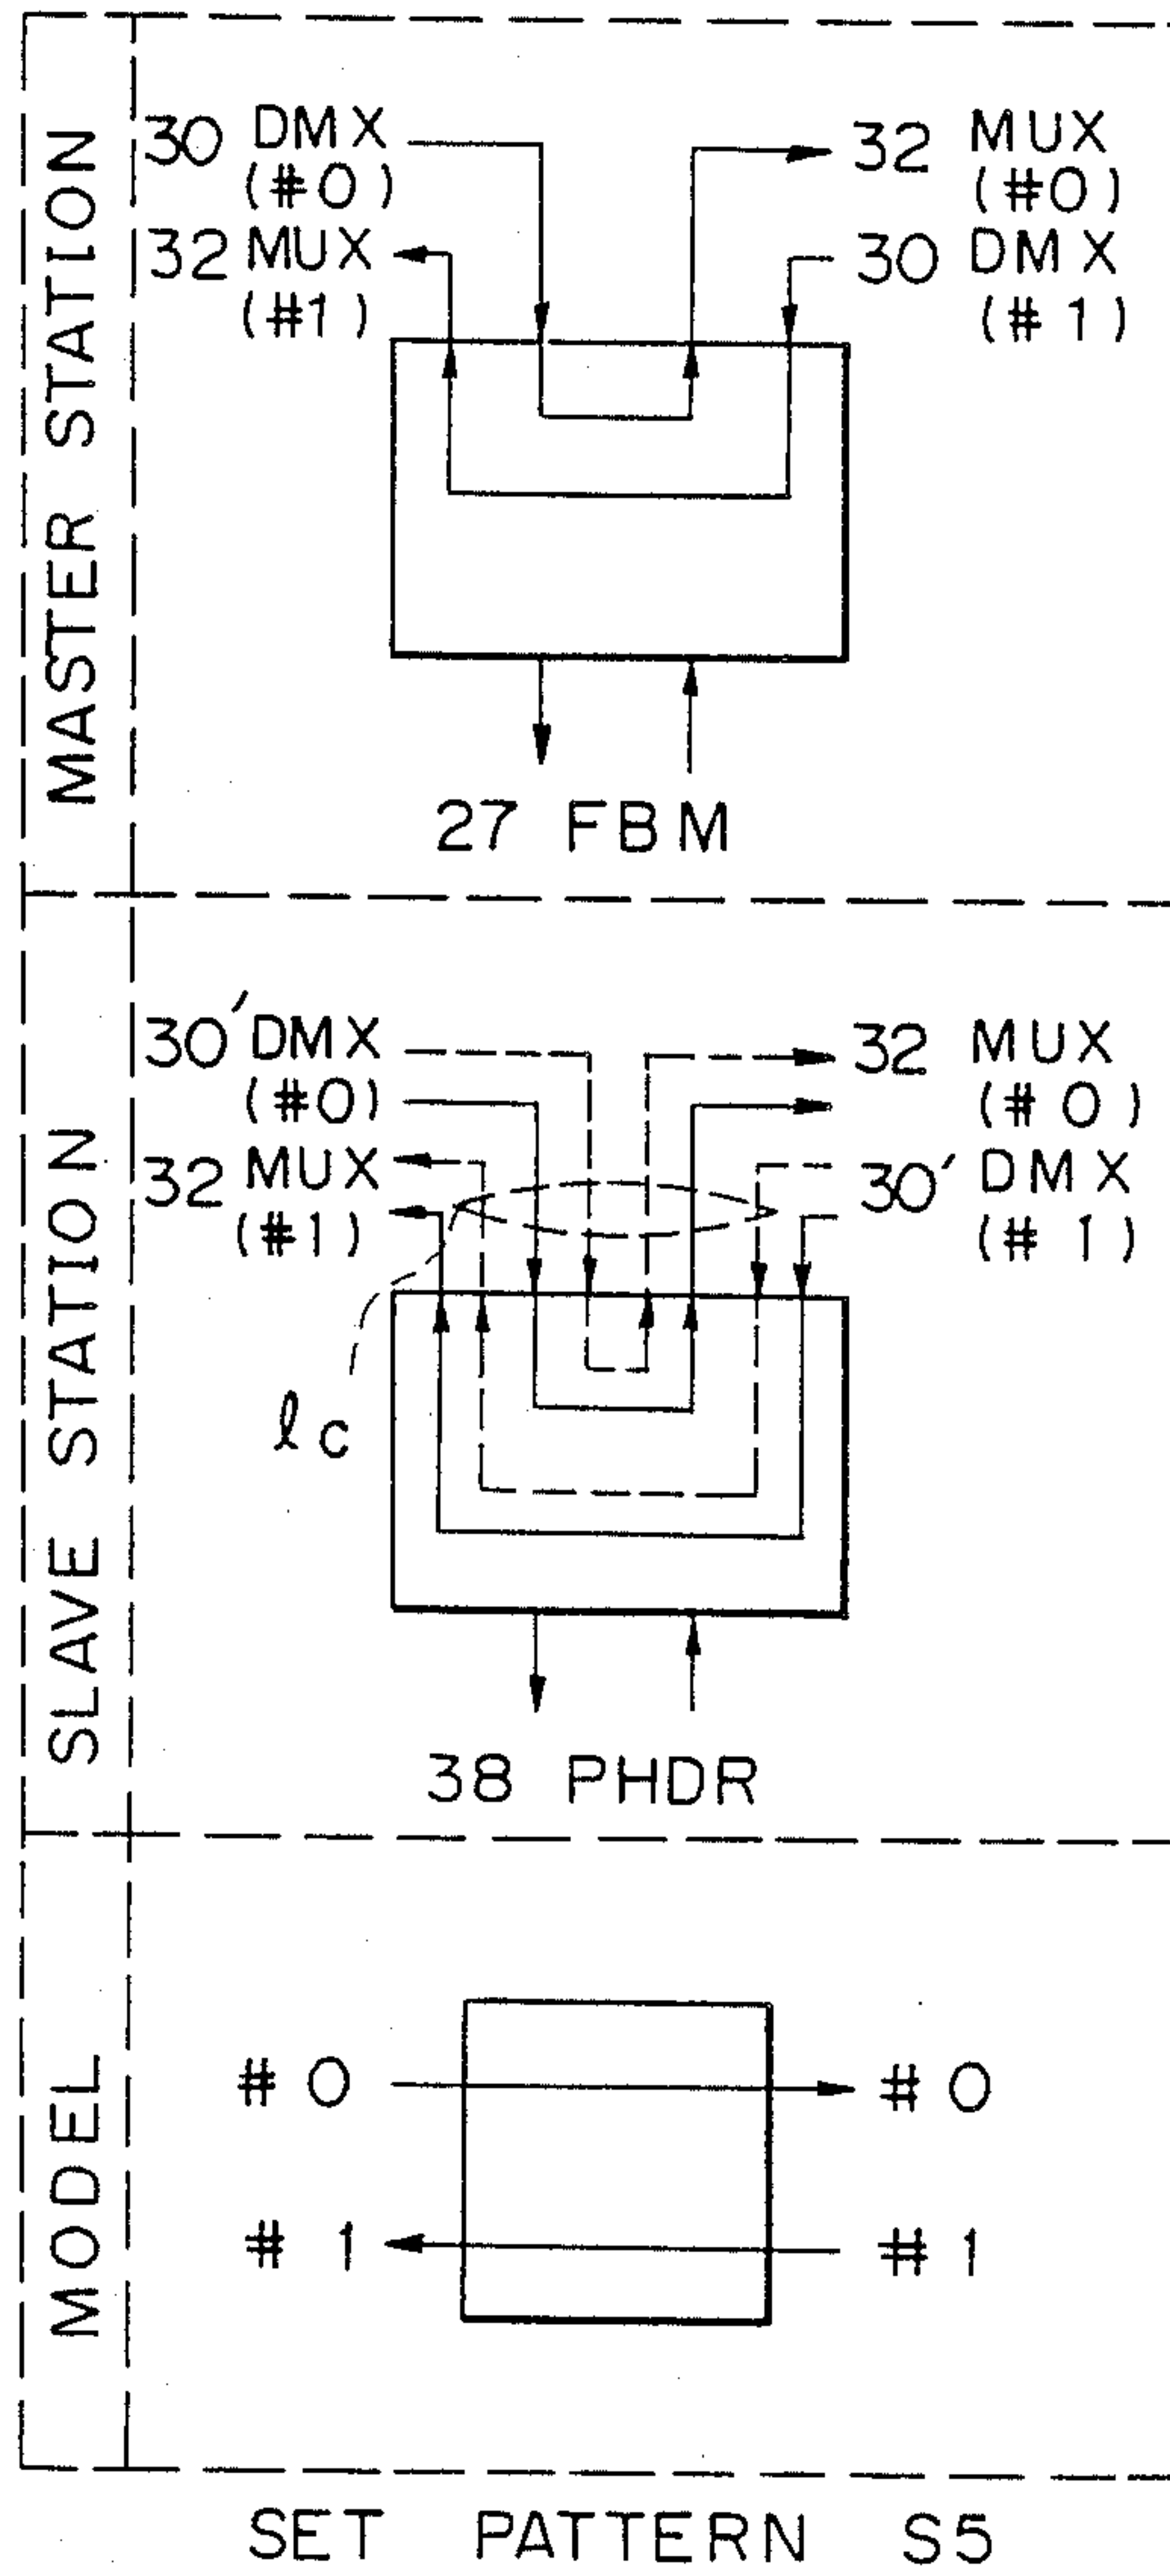 MASTER STATION
30 DMX
(#0)
32 MUX
(#1)
32 MUX
(#0)
30 DMX
(#1)
27 FBM
SLAVE STATION
30' DMX
(#0)
32 MUX
(#1)
32 MUX
(#0)
30' DMX
(#1)
ℓc
38 PHDR
MODEL
#0
#0
#1
#1
SET PATTERN S5